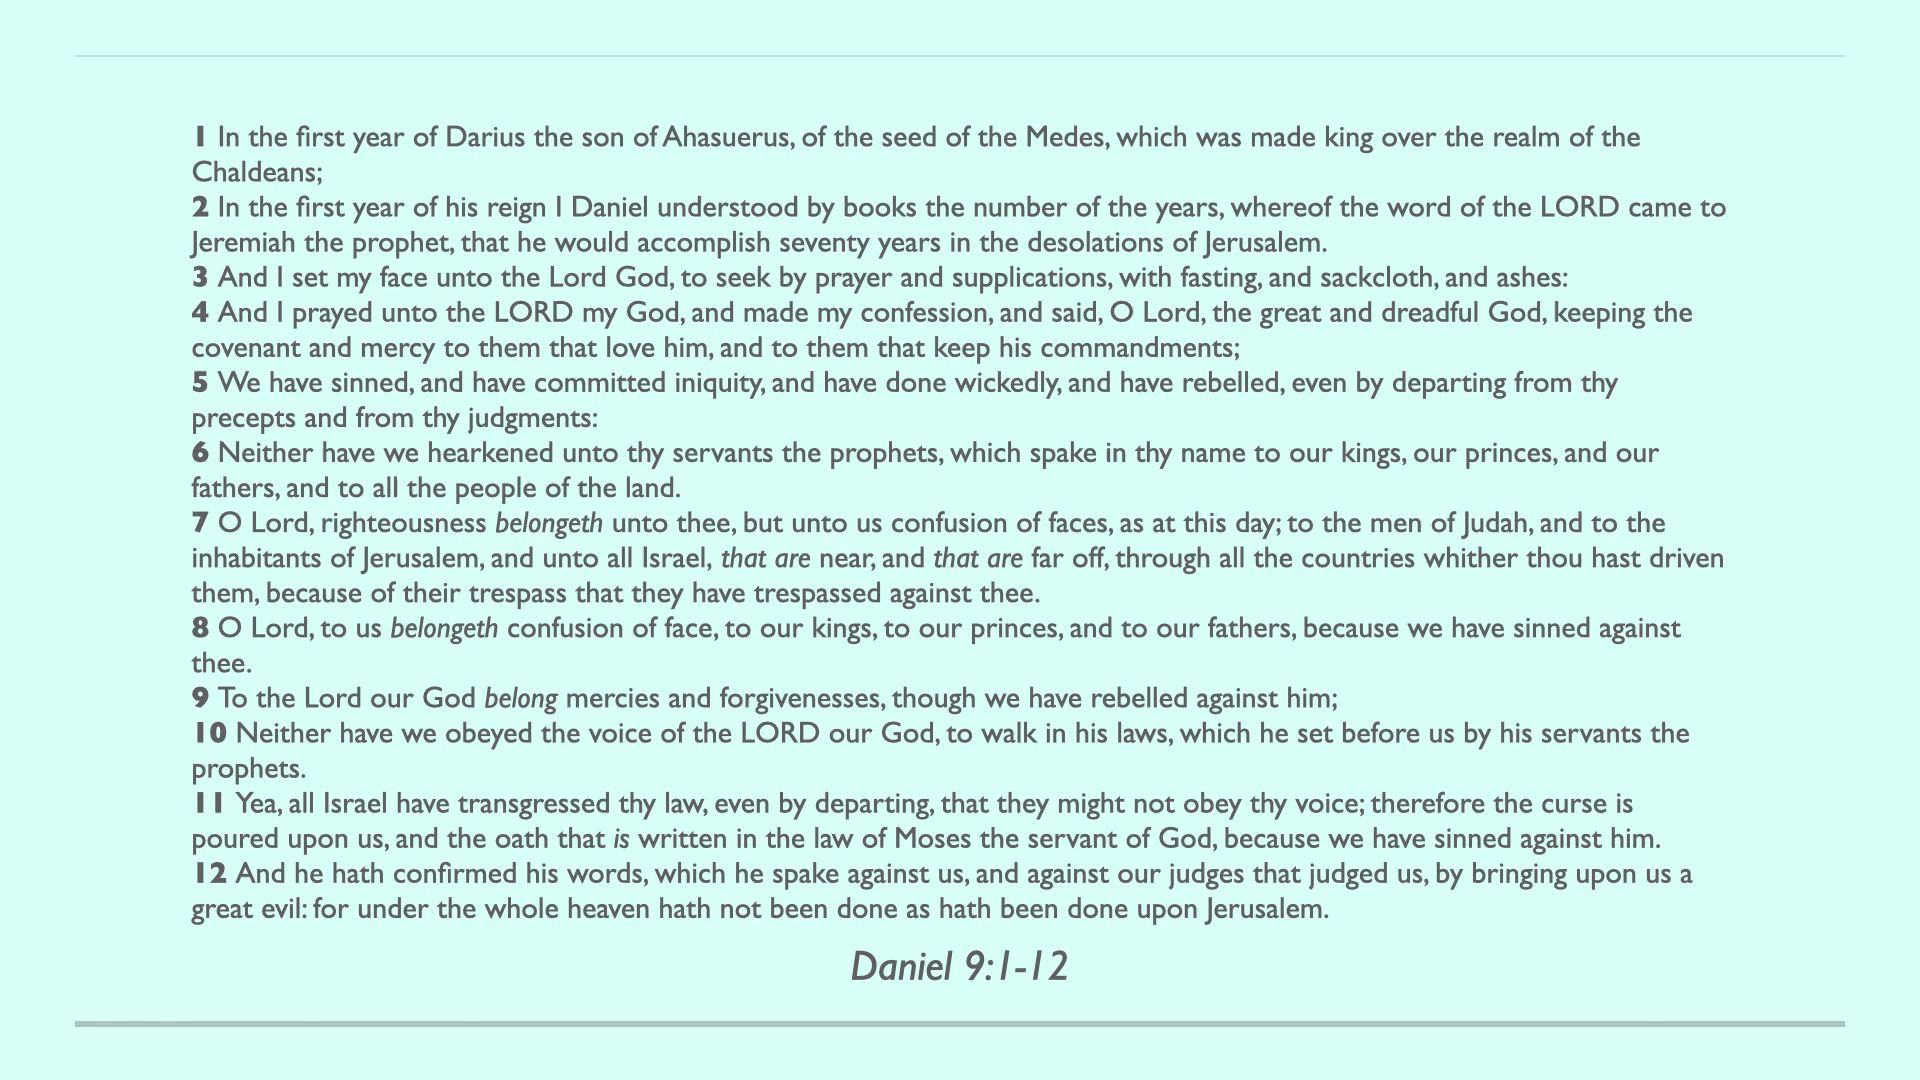 1 In the first year of Darius the son of Ahasuerus, of the seed of the Medes, which was made king over the realm of the
Chaldeans;
2 In the first year of his reign I Daniel understood by books the number of the years, whereof the word of the LORD came to
Jeremiah the prophet, that he would accomplish seventy years in the desolations of Jerusalem.
3 And I set my face unto the Lord God, to seek by prayer and supplications, with fasting, and sackcloth, and ashes:
4 And I prayed unto the LORD my God, and made my confession, and said, O Lord, the great and dreadful God, keeping the
covenant and mercy to them that love him, and to them that keep his commandments;
5 We have sinned, and have committed iniquity, and have done wickedly, and have rebelled, even by departing from thy
precepts and from thy judgments:
6 Neither have we hearkened unto thy servants the prophets, which spake in thy name to our kings, our princes, and our
fathers, and to all the people of the land.
7 O Lord, righteousness belongeth unto thee, but unto us confusion of faces, as at this day; to the men of Judah, and to the
inhabitants of Jerusalem, and unto all Israel, that are near, and that are far off, through all the countries whither thou hast driven
them, because of their trespass that they have trespassed against thee.
8 O Lord, to us belongeth confusion of face, to our kings, to our princes, and to our fathers, because we have sinned against
thee.
9 To the Lord our God belong mercies and forgivenesses, though we have rebelled against him;
10 Neither have we obeyed the voice of the LORD our God, to walk in his laws, which he set before us by his servants the
prophets.
11 Yea, all Israel have transgressed thy law, even by departing, that they might not obey thy voice; therefore the curse is
poured upon us, and the oath that is written in the law of Moses the servant of God, because we have sinned against him.
12 And he hath confirmed his words, which he spake against us, and against our judges that judged us, by bringing upon us a
great evil: for under the whole heaven hath not been done as hath been done upon Jerusalem.
Daniel 9:1-12